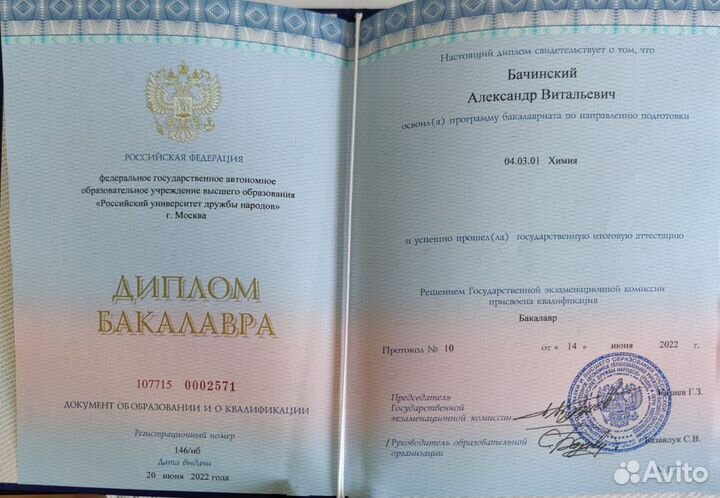 РОССИЙСКАЯ ФЕДЕРАЦИЯ
федеральное государственное автономное
образовательное учреждение высшего образования
«Российский университет дружбы народов»
г. Москва
ДИПЛОМ
БАКАЛАВРА
107715 0002571
ДОКУМЕНТ ОБ ОБРАЗОВАНИИ И О КВАЛИФИКАЦИИ
Регистрационный номер
146/иб
Дата выдачи
20 июня 2022 года
Настоящий диплом свидетельствует о том, что
Бачинский
Александр Витальевич
освоил(а) программу бакалавриата по направлению подготовки
04.03.01 Химия
и успешно прошел(ла) государственную итоговую аттестацию
Решением Государственной экзаменационной комиссии
присвоена квалификация
Бакалавр
Протокол № 10 от « 14 » июня 2022 г.
Председатель
Государственной
экзаменационной комиссии
Г.З.
/ Руководитель образовательной
организации
Базавлук С.В.
Avito